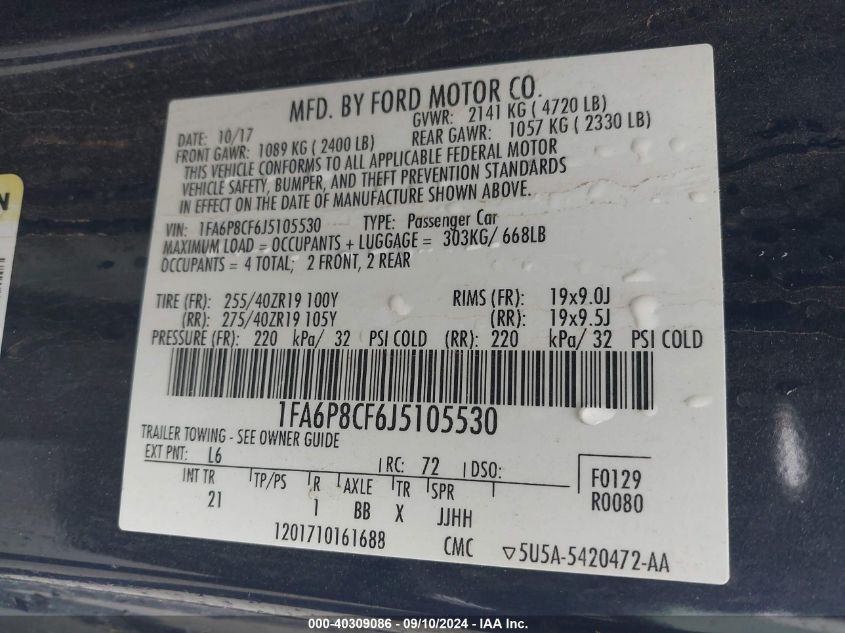 MFD. BY FORD MOTOR CO.
DATE: 10/17 GVWR: 2141 KG ( 4720 LB)
FRONT GAWR: 1089 KG ( 2400 LB) REAR GAWR: 1057 KG ( 2330 LB)
THIS VEHICLE CONFORMS TO ALL APPLICABLE FEDERAL MOTOR
VEHICLE SAFETY, BUMPER, AND THEFT PREVENTION STANDARDS
IN EFFECT ON THE DATE OF MANUFACTURE SHOWN ABOVE.
VIN: 1FA6P8CF6J5105530 TYPE: Passenger Car
MAXIMUM LOAD = OCCUPANTS + LUGGAGE = 303KG/ 668LB
OCCUPANTS = 4 TOTAL; 2 FRONT, 2 REAR
TIRE (FR): 255/40ZR19 100Y RIMS (FR): 19x9.0J
(RR): 275/40ZR19 105Y (RR): 19x9.5J
PRESSURE (FR): 220 kPa/ 32 PSI COLD (RR): 220 kPa/ 32 PSI COLD
1FA6P8CF6J5105530
TRAILER TOWING - SEE OWNER GUIDE
EXT PNT: L6 RC: 72 DSO: F0129
INT TR TP/PS R AXLE TR SPR R0080
21 1 BB X JJHH
1201710161688 CMC ▽5U5A-5420472-AA
000-40309086 - 09/10/2024 - IAA Inc.